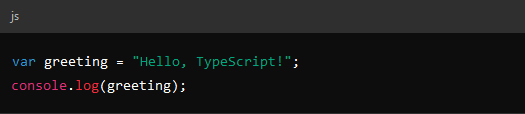 js
var greeting = "Hello, TypeScript!";
console.log(greeting);